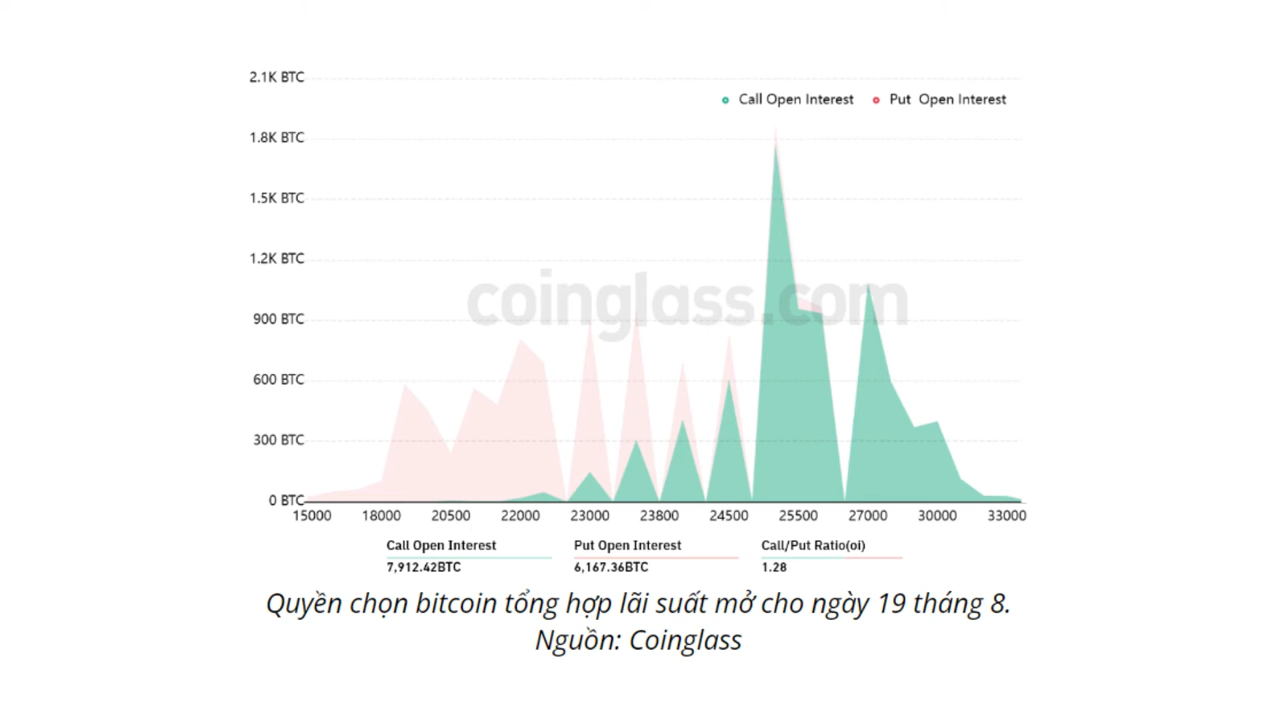 2.1K BTC
Call Open Interest Put Open Interest
1.8K BTC
1.5K BTC
1.2K BTC
coinglass.com
900 BTC
600 BTC
300 BTC
0 BTC
15000 18000 20500 22000 23000 23800 24500 25500 27000 30000 33000
Call Open Interest Put Open Interest Call/Put Ratio(oi)
7,912.42BTC 6,167.36BTC 1.28
Quyền chọn bitcoin tổng hợp lãi suất mở cho ngày 19 tháng 8.
Nguồn: Coinglass